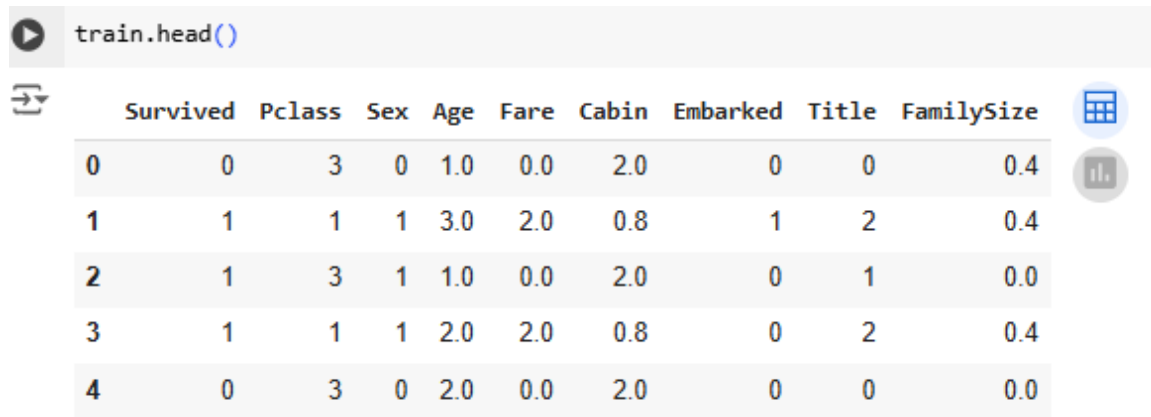 train.head()
Survived Pclass Sex Age Fare Cabin Embarked Title FamilySize
0 0 3 0 1.0 0.0 2.0 0 0 0.4
1 1 1 1 3.0 2.0 0.8 1 2 0.4
2 1 3 1 1.0 0.0 2.0 0 1 0.0
3 1 1 1 2.0 2.0 0.8 0 2 0.4
4 0 3 0 2.0 0.0 2.0 0 0 0.0